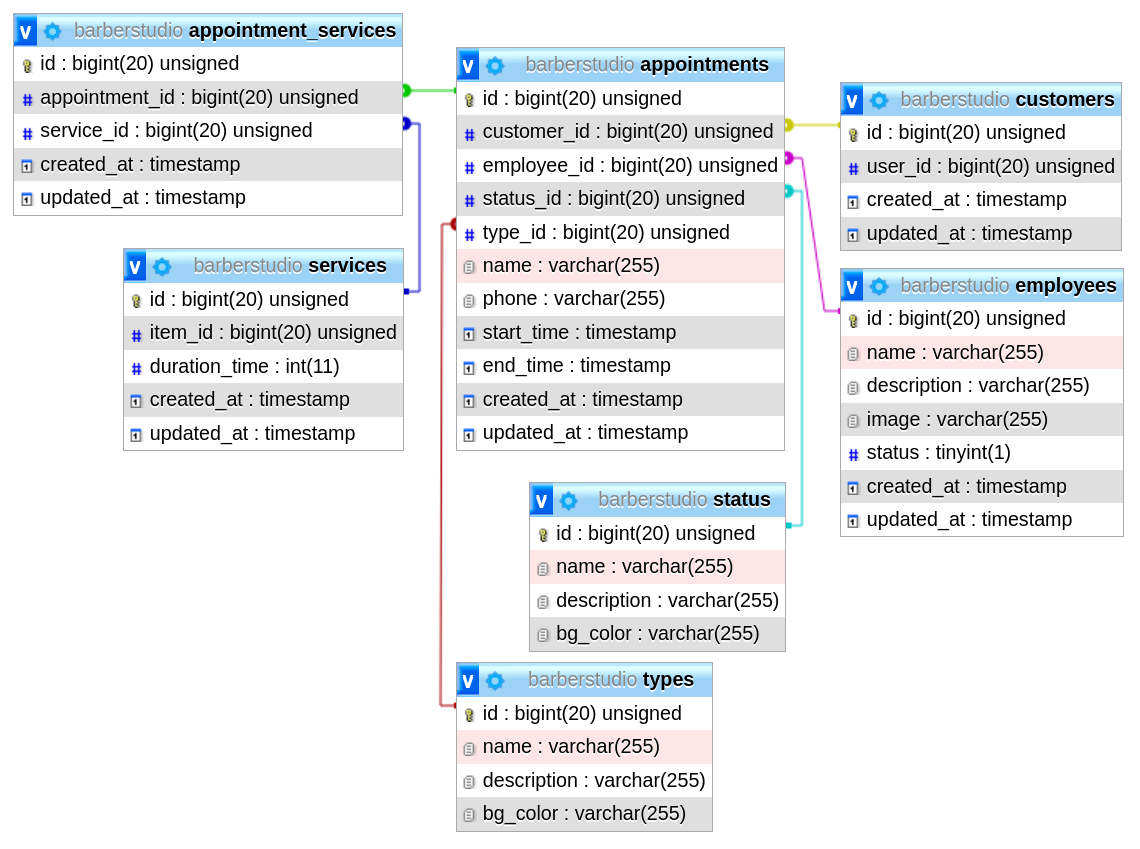 v barberstudio appointment_services
id : bigint(20) unsigned
# appointment_id : bigint(20) unsigned
# service_id : bigint(20) unsigned
created_at : timestamp
updated_at : timestamp
v barberstudio services
id : bigint(20) unsigned
# item_id : bigint(20) unsigned
# duration_time : int(11)
created_at : timestamp
updated_at : timestamp
v barberstudio appointments
id : bigint(20) unsigned
# customer_id : bigint(20) unsigned
# employee_id : bigint(20) unsigned
# status_id : bigint(20) unsigned
# type_id : bigint(20) unsigned
name : varchar(255)
phone : varchar(255)
start_time : timestamp
end_time : timestamp
created_at : timestamp
updated_at : timestamp
v barberstudio customers
id : bigint(20) unsigned
# user_id : bigint(20) unsigned
created_at : timestamp
updated_at : timestamp
v barberstudio employees
id : bigint(20) unsigned
name : varchar(255)
description : varchar(255)
image : varchar(255)
# status : tinyint(1)
created_at : timestamp
updated_at : timestamp
v barberstudio status
id : bigint(20) unsigned
name : varchar(255)
description : varchar(255)
bg_color : varchar(255)
v barberstudio types
id : bigint(20) unsigned
name : varchar(255)
description : varchar(255)
bg_color : varchar(255)